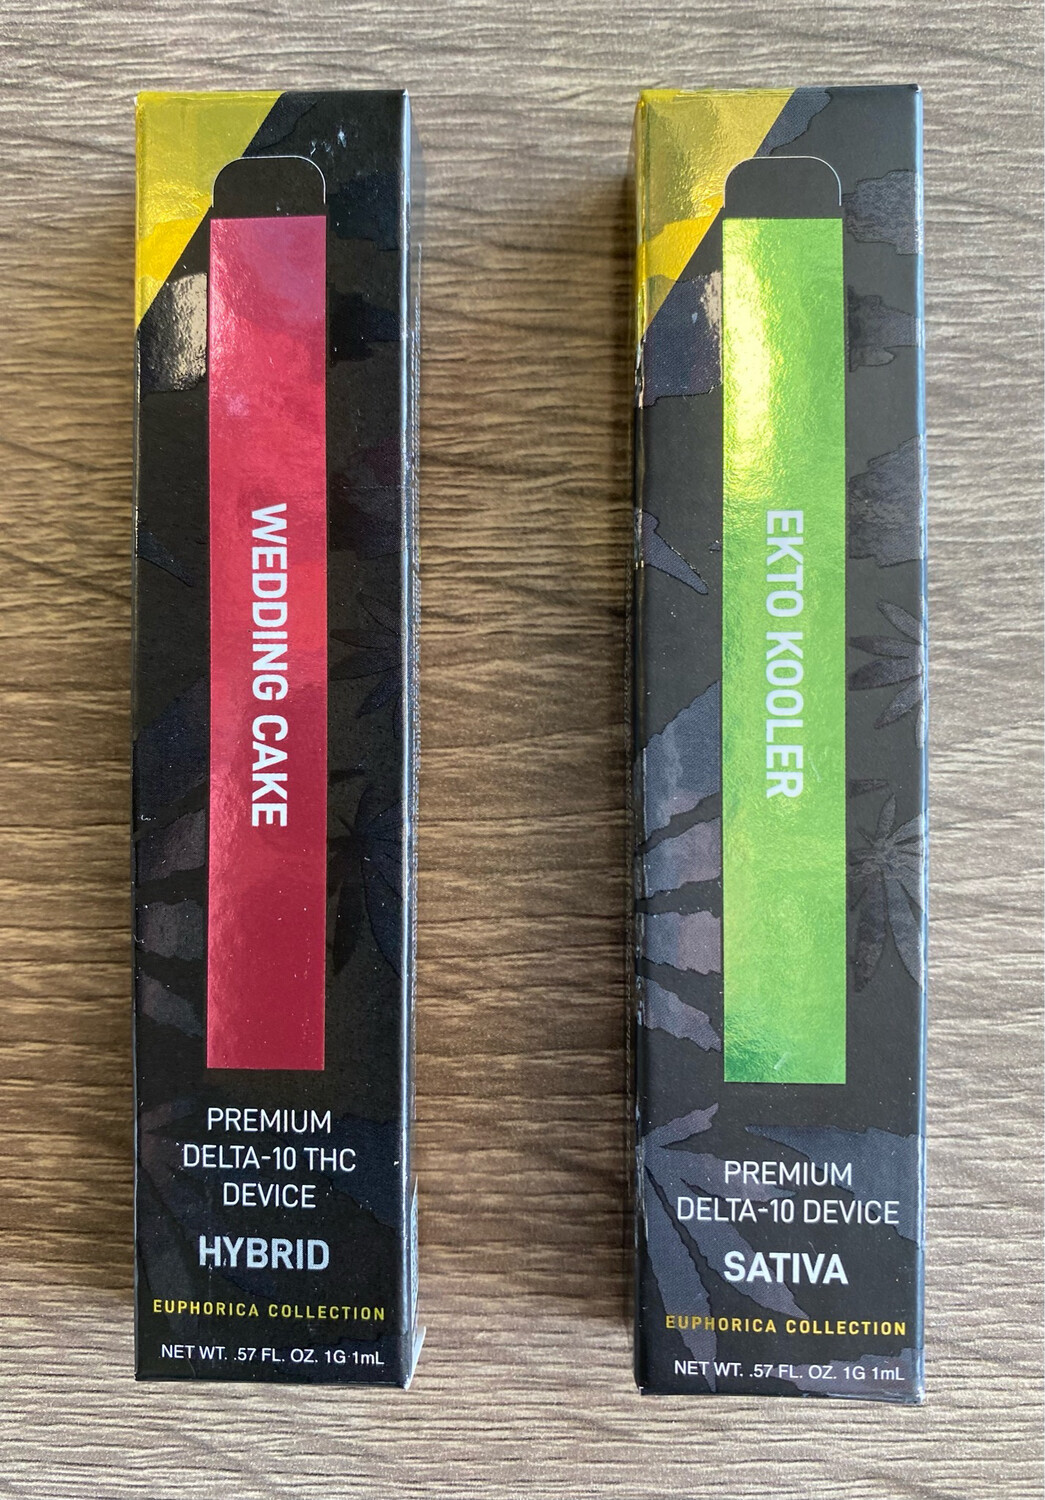 WEDDING CAKE
PREMIUM
DELTA-10 THC
DEVICE
HYBRID
EUPHORICA COLLECTION
NET WT. .57 FL. OZ. 1G 1mL
EKTO KOOLER
PREMIUM
DELTA-10 DEVICE
SATIVA
EUPHORICA COLLECTION
NET WT. .57 FL. OZ. 1G 1mL